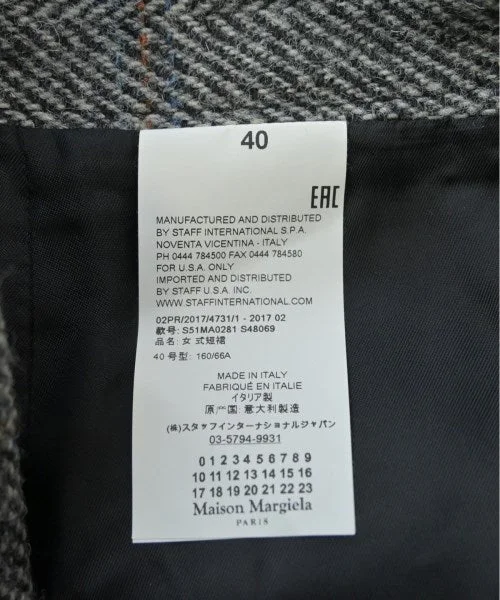 40
EAC
MANUFACTURED AND DISTRIBUTED
BY STAFF INTERNATIONAL S.P.A.
NOVENTA VICENTINA - ITALY
PH 0444 784500 FAX 0444 784580
FOR U.S.A. ONLY
IMPORTED AND DISTRIBUTED
BY STAFF U.S.A. INC.
WWW.STAFFINTERNATIONAL.COM
02PR/2017/4731/1 - 2017 02
款号: S51MA0281 S48069
品名: 女 式短裙
40 号型: 160/66A
MADE IN ITALY
FABRIQUÉ EN ITALIE
イタリア製
原产国: 意大利製造
(株)スタッフインターナショナルジャパン
03-5794-9931
0 1 2 3 4 5 6 7 8 9
10 11 12 13 14 15 16
17 18 19 20 21 22 23
Maison Margiela
PARIS